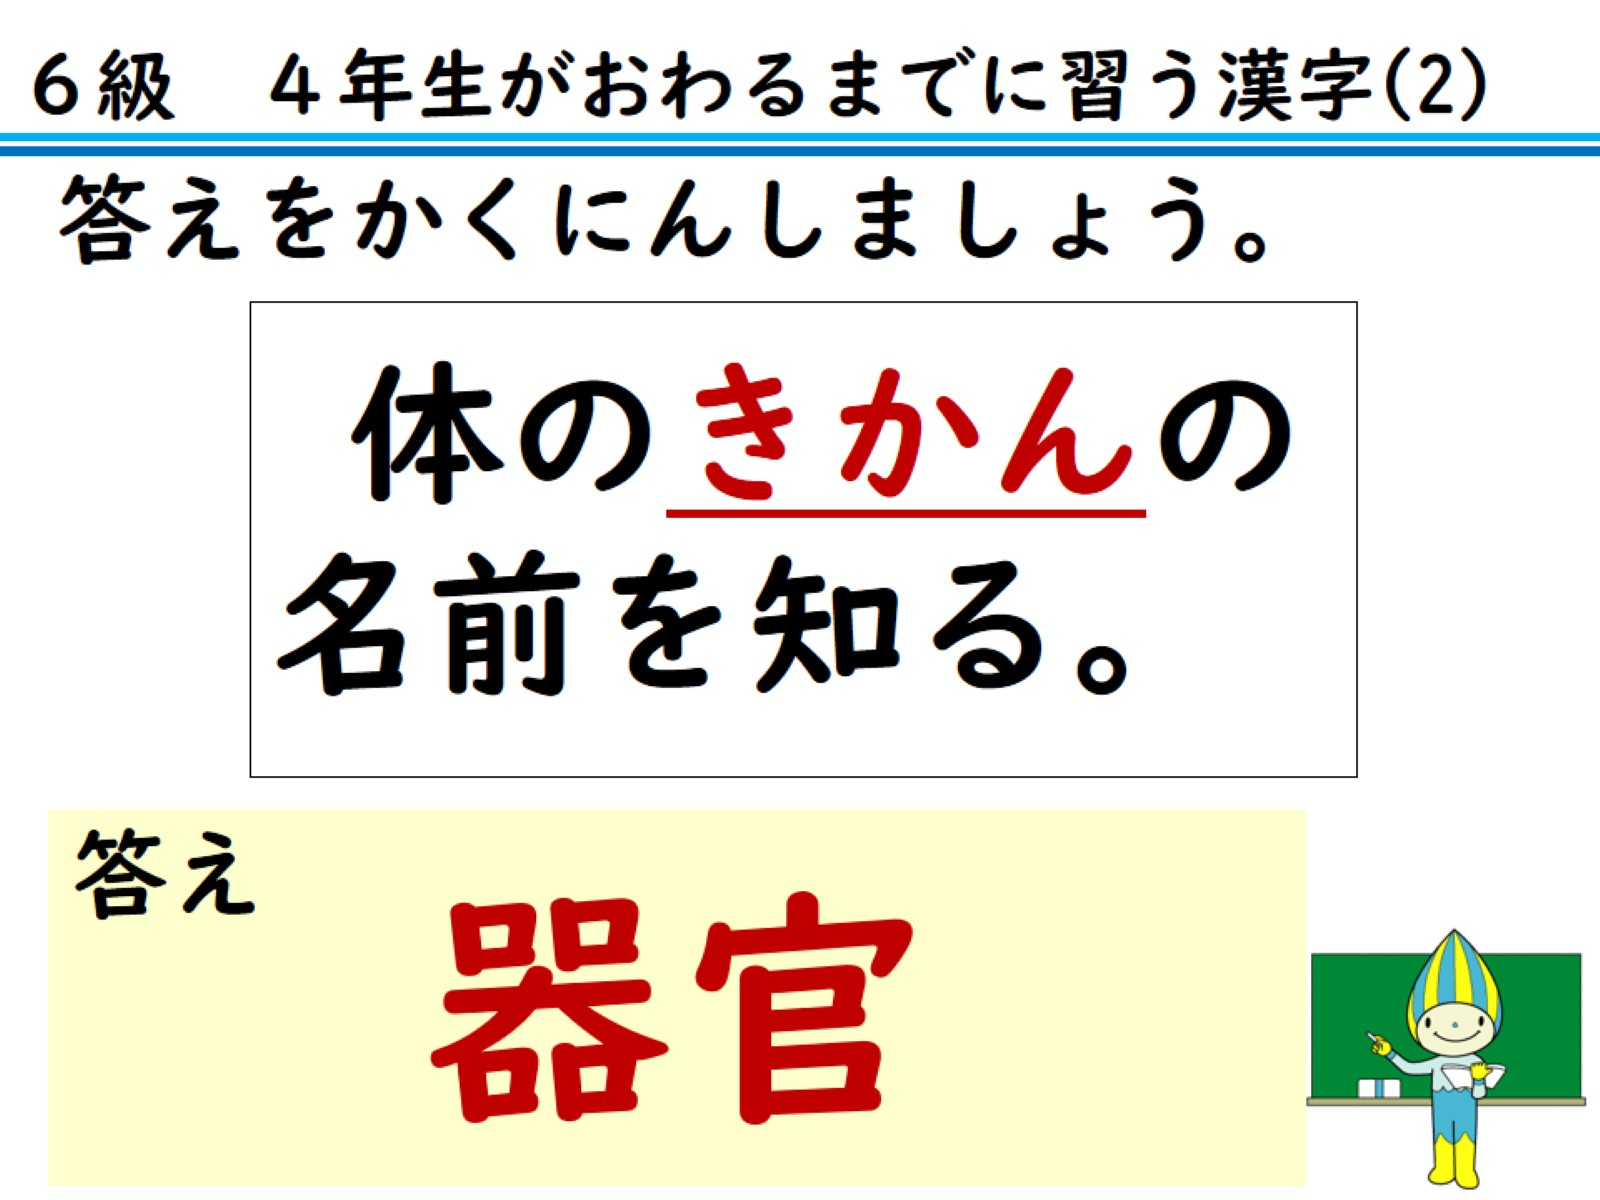 ６級　４年生がおわるまでに習う漢字(2)
答えをかくにんしましょう。
体のきかんの
名前を知る。
答え
器官